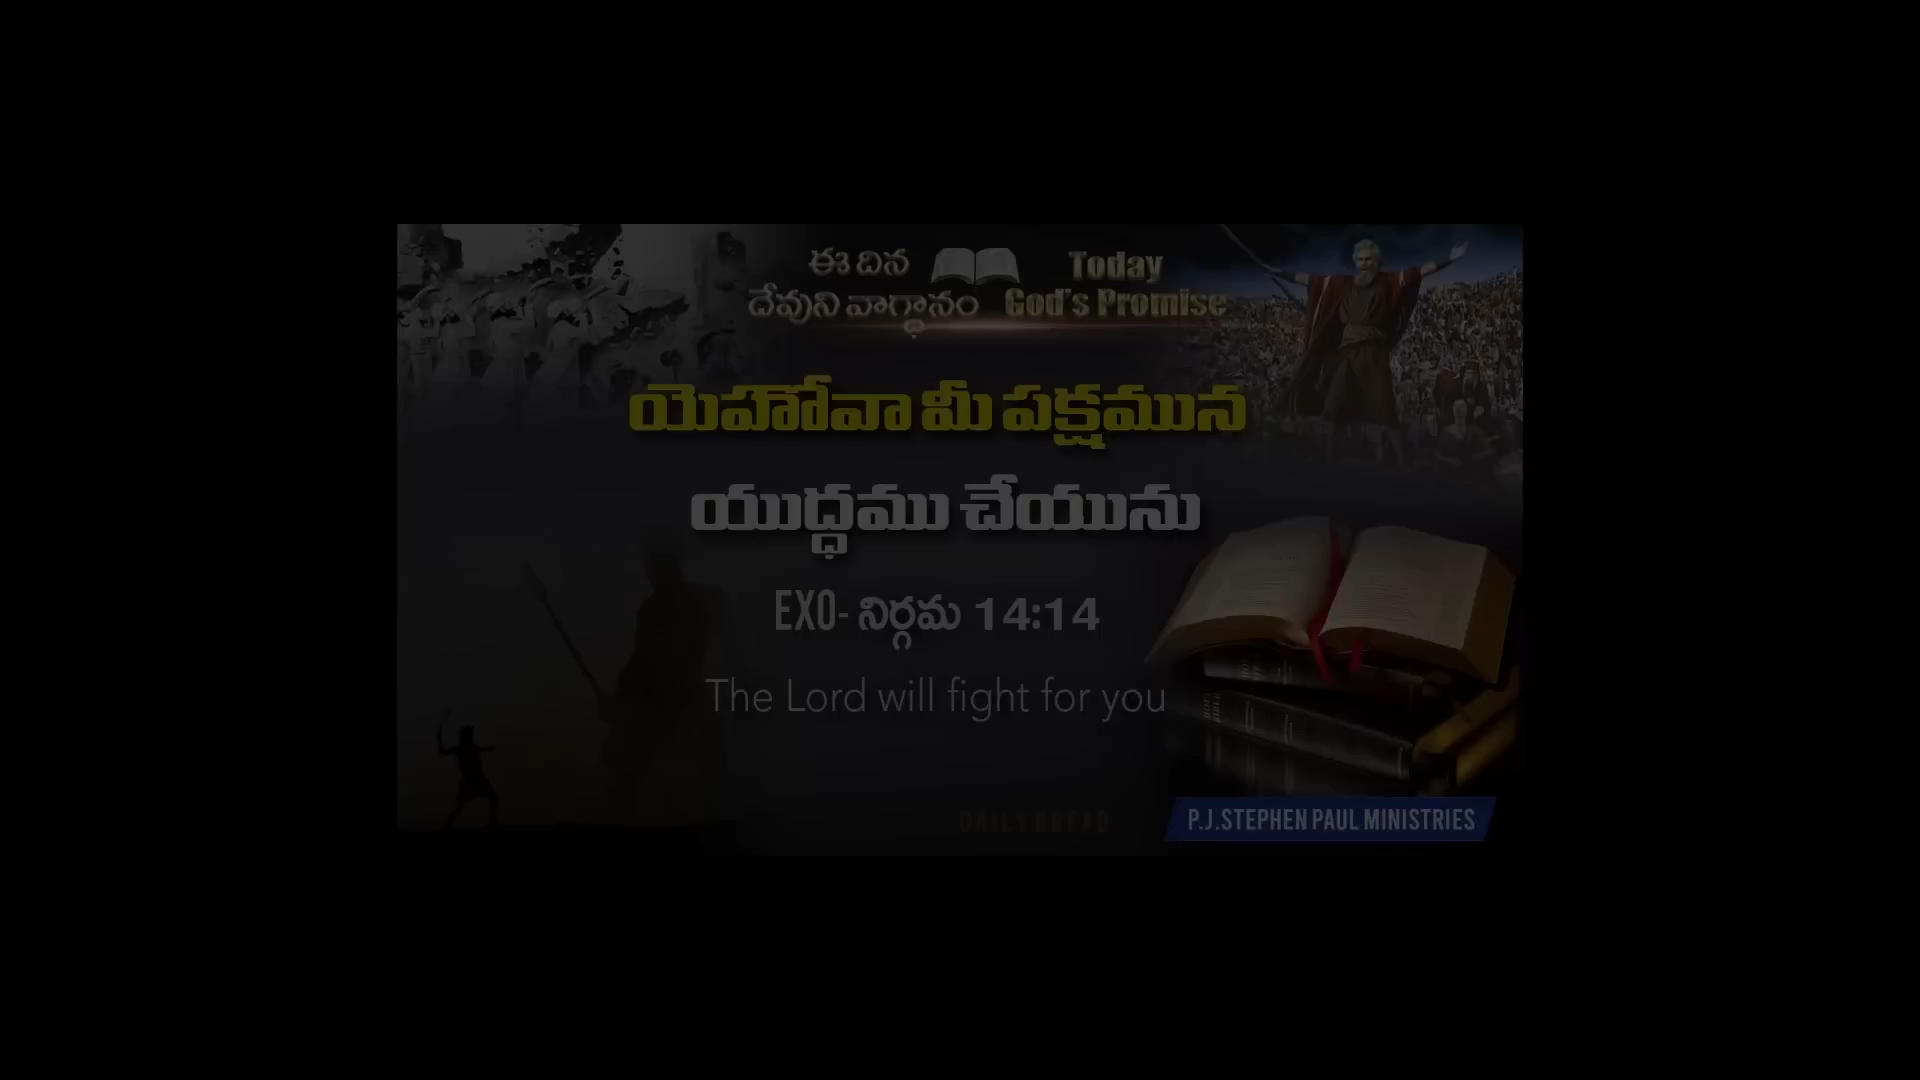 ఈ దిన
దేవుని వాగ్దానం
Today
God's Promise
యెహోవా మీ పక్షమున
యుద్ధము చేయును
EXO- నిర్గమ 14:14
The Lord will fight for you
DAILY BREAD
P.J.STEPHEN PAUL MINISTRIES